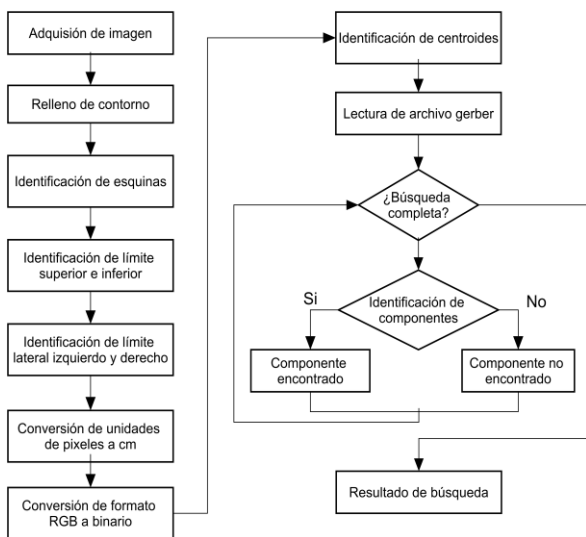 Adquisión de imagen
Relleno de contorno
Identificación de esquinas
Identificación de límite
superior e inferior
Identificación de límite
lateral izquierdo y derecho
Conversión de unidades
de pixeles a cm
Conversión de formato
RGB a binario
Identificación de centroides
Lectura de archivo gerber
¿Búsqueda
completa?
Identificación de
componentes
Si
No
Componente
encontrado
Componente no
encontrado
Resultado de búsqueda